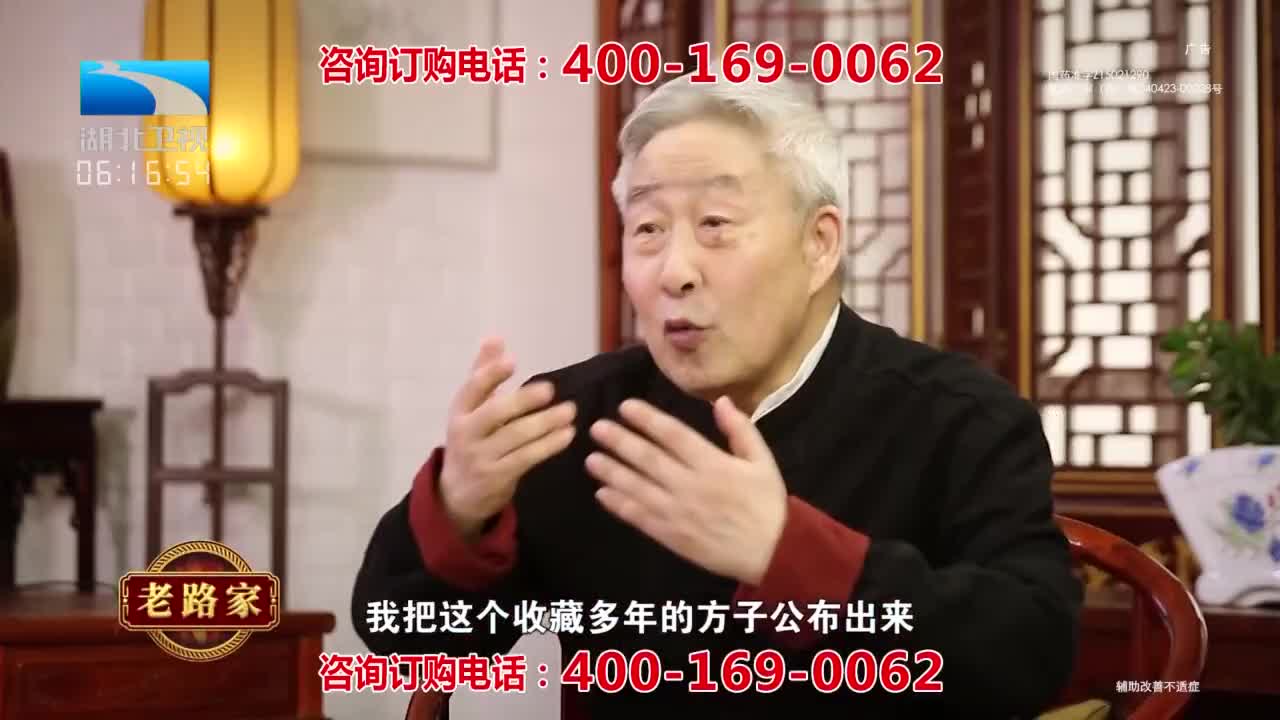 咨询订购电话：400-169-0062
广告
湖北卫视
06:16:54
老路家
我把这个收藏多年的方子公布出来
咨询订购电话：400-169-0062
辅助改善不适症